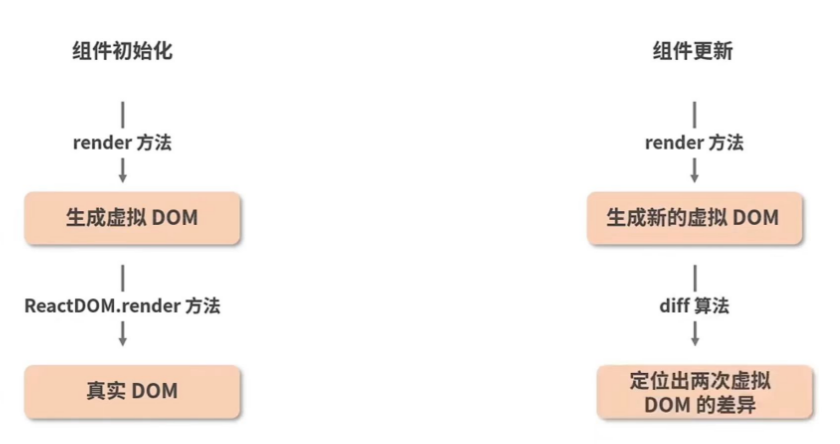 组件初始化
render 方法
生成虚拟 DOM
ReactDOM.render 方法
真实 DOM
组件更新
render 方法
生成新的虚拟 DOM
diff 算法
定位出两次虚拟
DOM 的差异